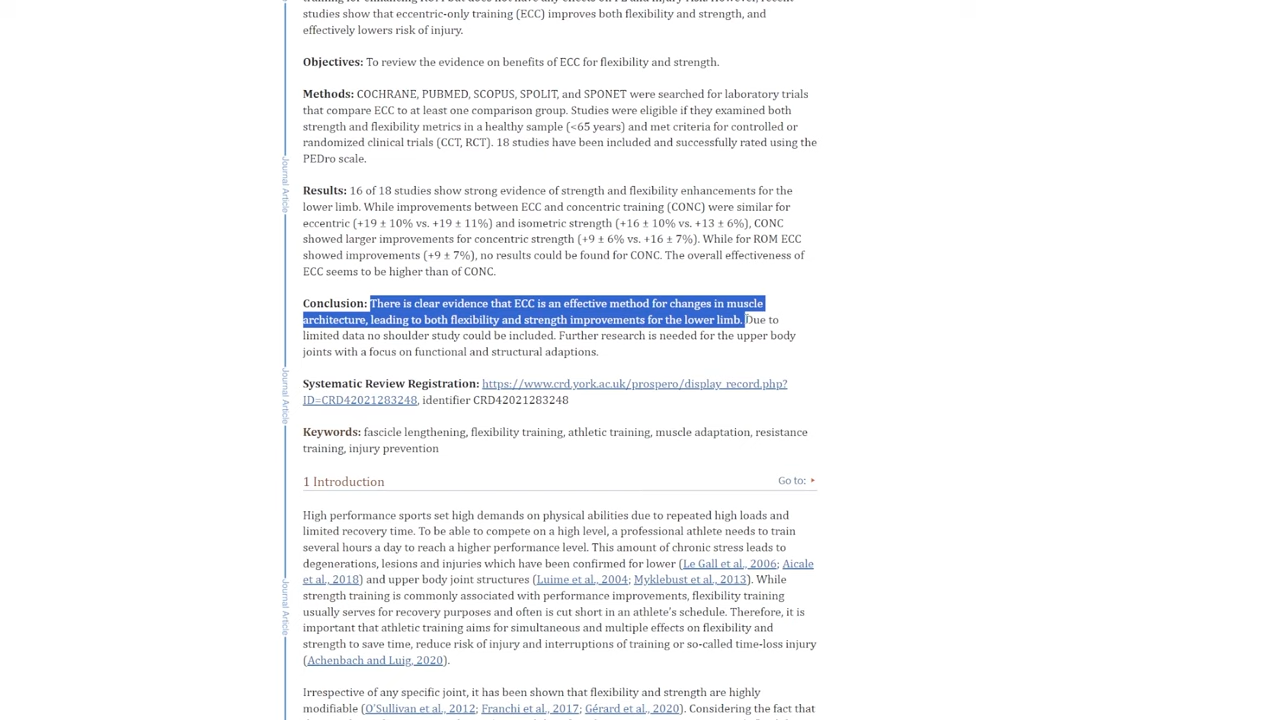 studies show that eccentric-only training (ECC) improves both flexibility and strength, and
effectively lowers risk of injury.
Objectives: To review the evidence on benefits of ECC for flexibility and strength.
Methods: COCHRANE, PUBMED, SCOPUS, SPOLIT, and SPONET were searched for laboratory trials
that compare ECC to at least one comparison group. Studies were eligible if they examined both
strength and flexibility metrics in a healthy sample (<65 years) and met criteria for controlled or
randomized clinical trials (CCT, RCT). 18 studies have been included and successfully rated using the
PEDro scale.
Results: 16 of 18 studies show strong evidence of strength and flexibility enhancements for the
lower limb. While improvements between ECC and concentric training (CONC) were similar for
eccentric (+19 ± 10% vs. +19 ± 11%) and isometric strength (+16 ± 10% vs. +13 ± 6%), CONC
showed larger improvements for concentric strength (+9 ± 6% vs. +16 ± 7%). While for ROM ECC
showed improvements (+9 ± 7%), no results could be found for CONC. The overall effectiveness of
ECC seems to be higher than of CONC.
Conclusion: There is clear evidence that ECC is an effective method for changes in muscle
architecture, leading to both flexibility and strength improvements for the lower limb. Due to
limited data no shoulder study could be included. Further research is needed for the upper body
joints with a focus on functional and structural adaptions.
Systematic Review Registration: https://www.crd.york.ac.uk/prospero/display_record.php?
ID=CRD42021283248, identifier CRD42021283248
Keywords: fascicle lengthening, flexibility training, athletic training, muscle adaptation, resistance
training, injury prevention
1 Introduction
Go to:
High performance sports set high demands on physical abilities due to repeated high loads and
limited recovery time. To be able to compete on a high level, a professional athlete needs to train
several hours a day to reach a higher performance level. This amount of chronic stress leads to
degenerations, lesions and injuries which have been confirmed for lower (Le Gall et al., 2006; Aicale
et al., 2018) and upper body joint structures (Luime et al., 2004; Myklebust et al., 2013). While
strength training is commonly associated with performance improvements, flexibility training
usually serves for recovery purposes and often is cut short in an athlete's schedule. Therefore, it is
important that athletic training aims for simultaneous and multiple effects on flexibility and
strength to save time, reduce risk of injury and interruptions of training or so-called time-loss injury
(Achenbach and Luig, 2020).
Irrespective of any specific joint, it has been shown that flexibility and strength are highly
modifiable (O'Sullivan et al., 2012; Franchi et al., 2017; Gérard et al., 2020). Considering the fact that
Journal Article
Journal Article
Journal Article